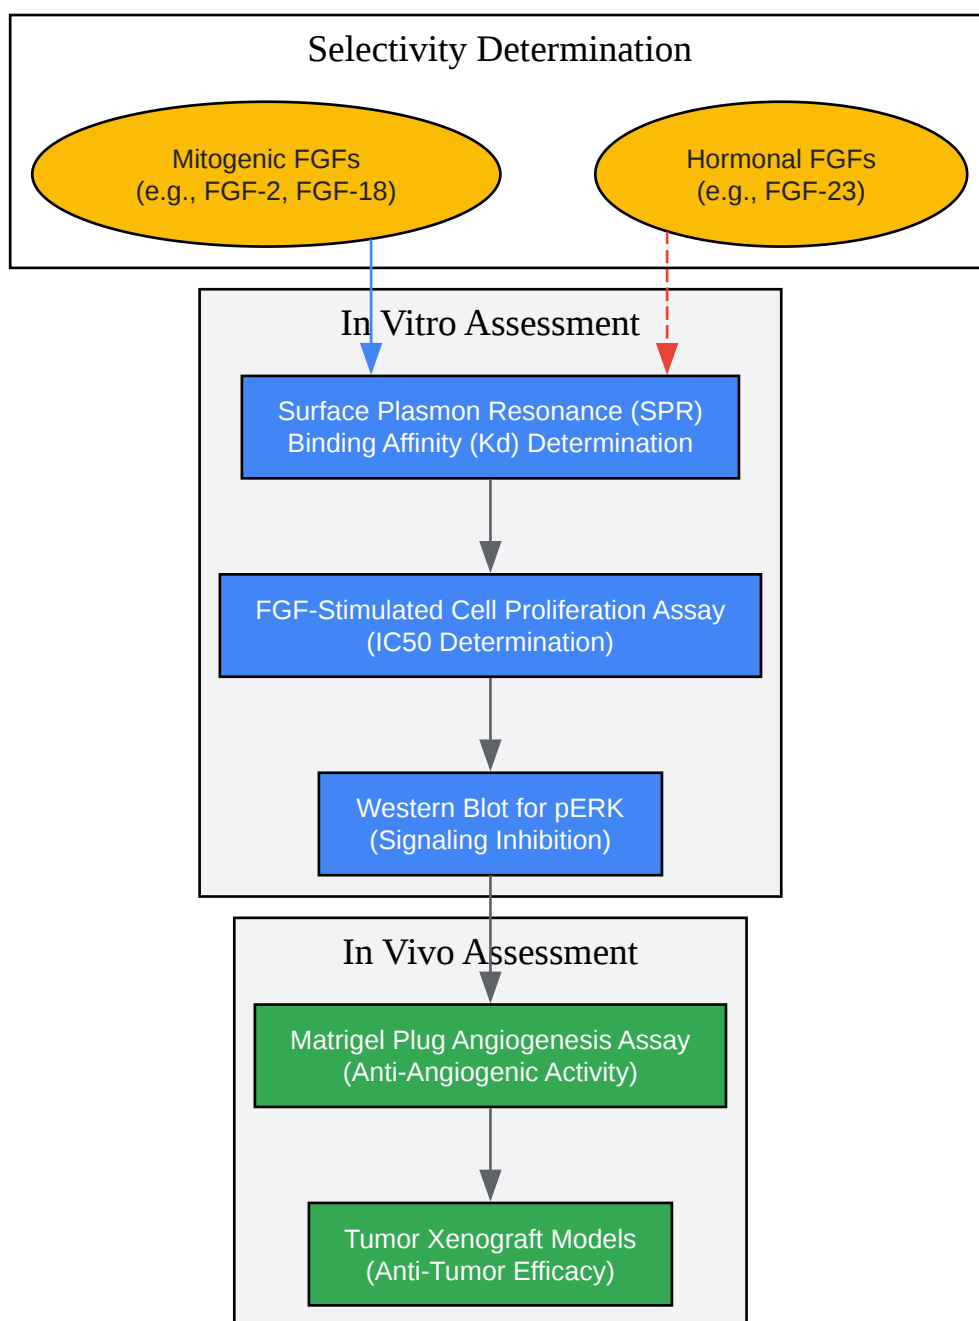 Selectivity Determination
Mitogenic FGFs
(e.g., FGF-2, FGF-18)
Hormonal FGFs
(e.g., FGF-23)
In Vitro Assessment
Surface Plasmon Resonance (SPR)
Binding Affinity (Kd) Determination
FGF-Stimulated Cell Proliferation Assay
(IC50 Determination)
Western Blot for pERK
(Signaling Inhibition)
In Vivo Assessment
Matrigel Plug Angiogenesis Assay
(Anti-Angiogenic Activity)
Tumor Xenograft Models
(Anti-Tumor Efficacy)